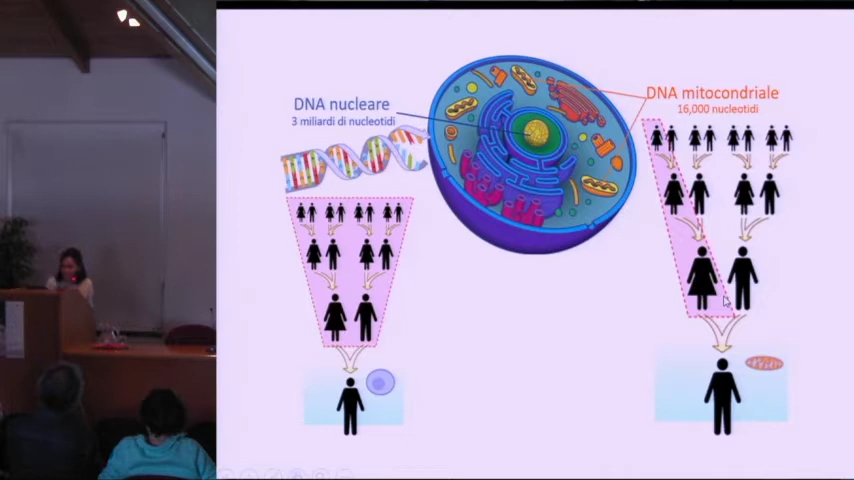 DNA nucleare
3 miliardi di nucleotidi
DNA mitocondriale
16,000 nucleotidi